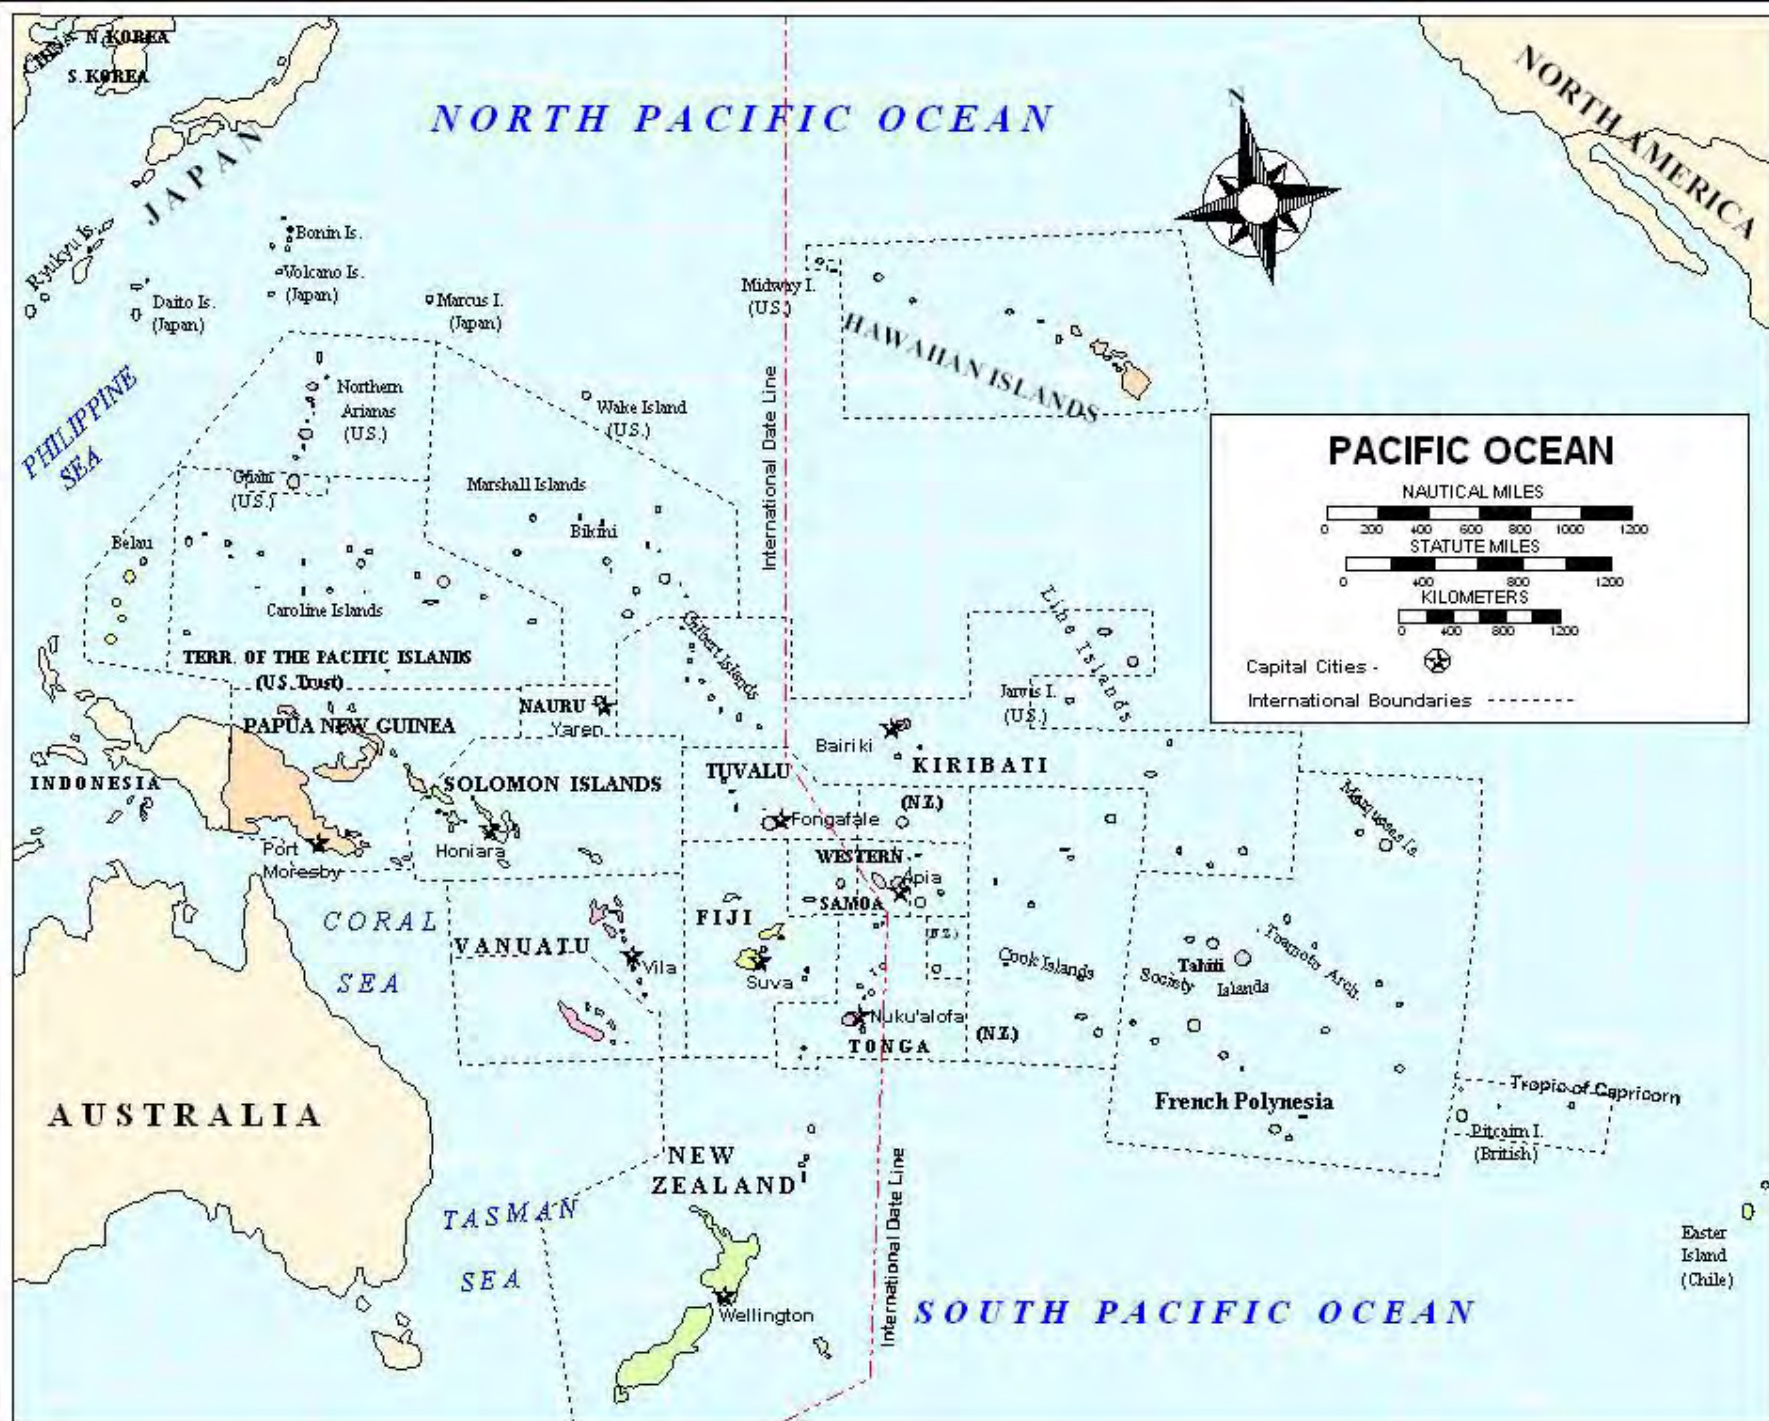 CHINA
N. KOREA
S. KOREA
JAPAN
NORTH PACIFIC OCEAN
N
NORTH AMERICA
Ryukyu Is.
Bonin Is.
Volcano Is.
(Japan)
Daito Is.
(Japan)
Marcus I.
(Japan)
Midway I.
(U.S.)
HAWAIIAN ISLANDS
PHILIPPINE
SEA
Northern
Arianas
(U.S.)
Wake Island
(U.S.)
International Date Line
Guam
(U.S.)
Marshall Islands
Bikini
Belau
Caroline Islands
TERR. OF THE PACIFIC ISLANDS
(US. Trust)
Gilbert Islands
Line Islands
Jarvis I.
(U.S.)
PACIFIC OCEAN
NAUTICAL MILES
0 200 400 600 800 1000 1200
STATUTE MILES
0 400 800 1200
KILOMETERS
0 400 800 1200
Capital Cities -
International Boundaries
NAURU
Yaren
PAPUA NEW GUINEA
INDONESIA
SOLOMON ISLANDS
TUVALU
Bairiki
KIRIBATI
(N.Z.)
Fongafale
Port
Moresby
Honiara
WESTERN
SAMOA
Apia
Marqueses Is.
CORAL
SEA
VANUATU
Vila
FIJI
Suva
(N.Z.)
Cook Islands
(N.Z.)
Tahiti
Society Islands
Tuamoto Arch.
Nuku'alofa
TONGA
French Polynesia
Tropic of Capricorn
Pitcairn I.
(British)
AUSTRALIA
NEW
ZEALAND
TASMAN
SEA
Wellington
International Date Line
SOUTH PACIFIC OCEAN
Easter
Island
(Chile)